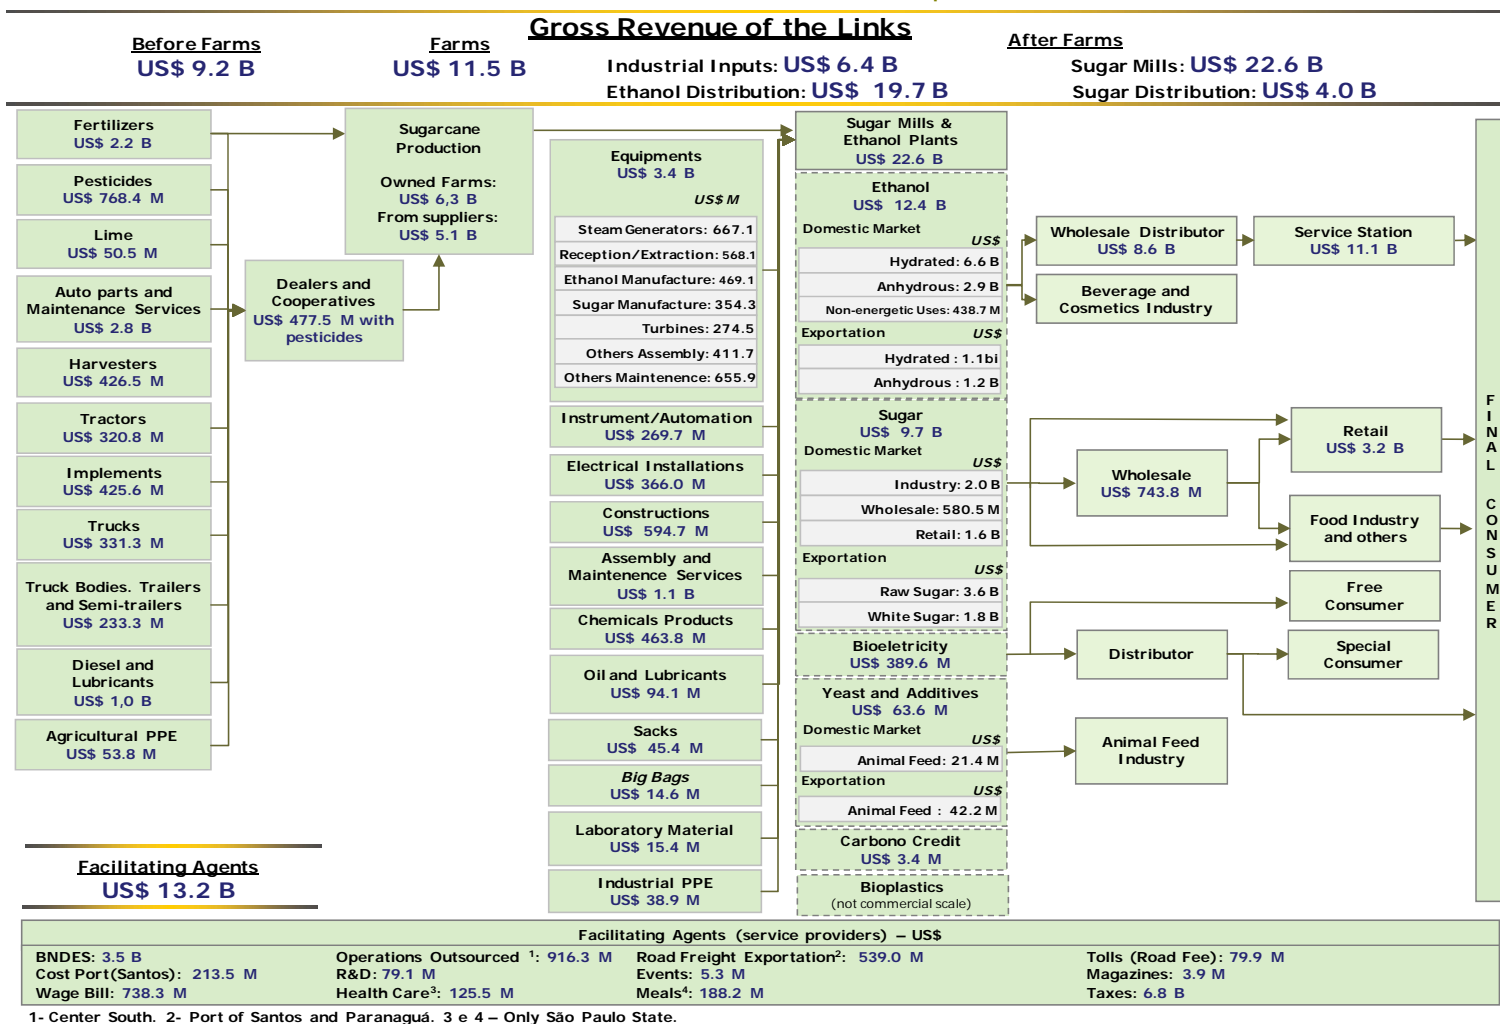 Gross Revenue of the Links
Before Farms
US$ 9.2 B
Farms
US$ 11.5 B
Industrial Inputs: US$ 6.4 B
Ethanol Distribution: US$ 19.7 B
After Farms
Sugar Mills: US$ 22.6 B
Sugar Distribution: US$ 4.0 B
Fertilizers
US$ 2.2 B
Pesticides
US$ 768.4 M
Lime
US$ 50.5 M
Auto parts and
Maintenance Services
US$ 2.8 B
Harvesters
US$ 426.5 M
Tractors
US$ 320.8 M
Implements
US$ 425.6 M
Trucks
US$ 331.3 M
Truck Bodies. Trailers
and Semi-trailers
US$ 233.3 M
Diesel and
Lubricants
US$ 1,0 B
Agricultural PPE
US$ 53.8 M
Dealers and
Cooperatives
US$ 477.5 M with
pesticides
Sugarcane
Production
Owned Farms:
US$ 6,3 B
From suppliers:
US$ 5.1 B
Equipments
US$ 3.4 B
US$ M
Steam Generators: 667.1
Reception/Extraction: 568.1
Ethanol Manufacture: 469.1
Sugar Manufacture: 354.3
Turbines: 274.5
Others Assembly: 411.7
Others Maintenence: 655.9
Instrument/Automation
US$ 269.7 M
Electrical Installations
US$ 366.0 M
Constructions
US$ 594.7 M
Assembly and
Maintenence Services
US$ 1.1 B
Chemicals Products
US$ 463.8 M
Oil and Lubricants
US$ 94.1 M
Sacks
US$ 45.4 M
Big Bags
US$ 14.6 M
Laboratory Material
US$ 15.4 M
Industrial PPE
US$ 38.9 M
Sugar Mills &
Ethanol Plants
US$ 22.6 B
Ethanol
US$ 12.4 B
Domestic Market
US$
Hydrated: 6.6 B
Anhydrous: 2.9 B
Non-energetic Uses: 438.7 M
Exportation US$
Hydrated : 1.1bi
Anhydrous : 1.2 B
Sugar
US$ 9.7 B
Domestic Market
US$
Industry: 2.0 B
Wholesale: 580.5 M
Retail: 1.6 B
Exportation
US$
Raw Sugar: 3.6 B
White Sugar: 1.8 B
Bioeletricity
US$ 389.6 M
Yeast and Additives
US$ 63.6 M
Domestic Market
US$
Animal Feed: 21.4 M
Exportation
US$
Animal Feed : 42.2 M
Carbono Credit
US$ 3.4 M
Bioplastics
(not commercial scale)
Wholesale Distributor
US$ 8.6 B
Service Station
US$ 11.1 B
Beverage and
Cosmetics Industry
Wholesale
US$ 743.8 M
Retail
US$ 3.2 B
Food Industry
and others
Free
Consumer
Distributor
Special
Consumer
Animal Feed
Industry
FINAL CONSUMER
Facilitating Agents
US$ 13.2 B
Facilitating Agents (service providers) – US$
BNDES: 3.5 B Operations Outsourced ¹: 916.3 M Road Freight Exportation²: 539.0 M Tolls (Road Fee): 79.9 M
Cost Port(Santos): 213.5 M R&D: 79.1 M Events: 5.3 M Magazines: 3.9 M
Wage Bill: 738.3 M Health Care³: 125.5 M Meals⁴: 188.2 M Taxes: 6.8 B
1- Center South. 2- Port of Santos and Paranaguá. 3 e 4 – Only São Paulo State.